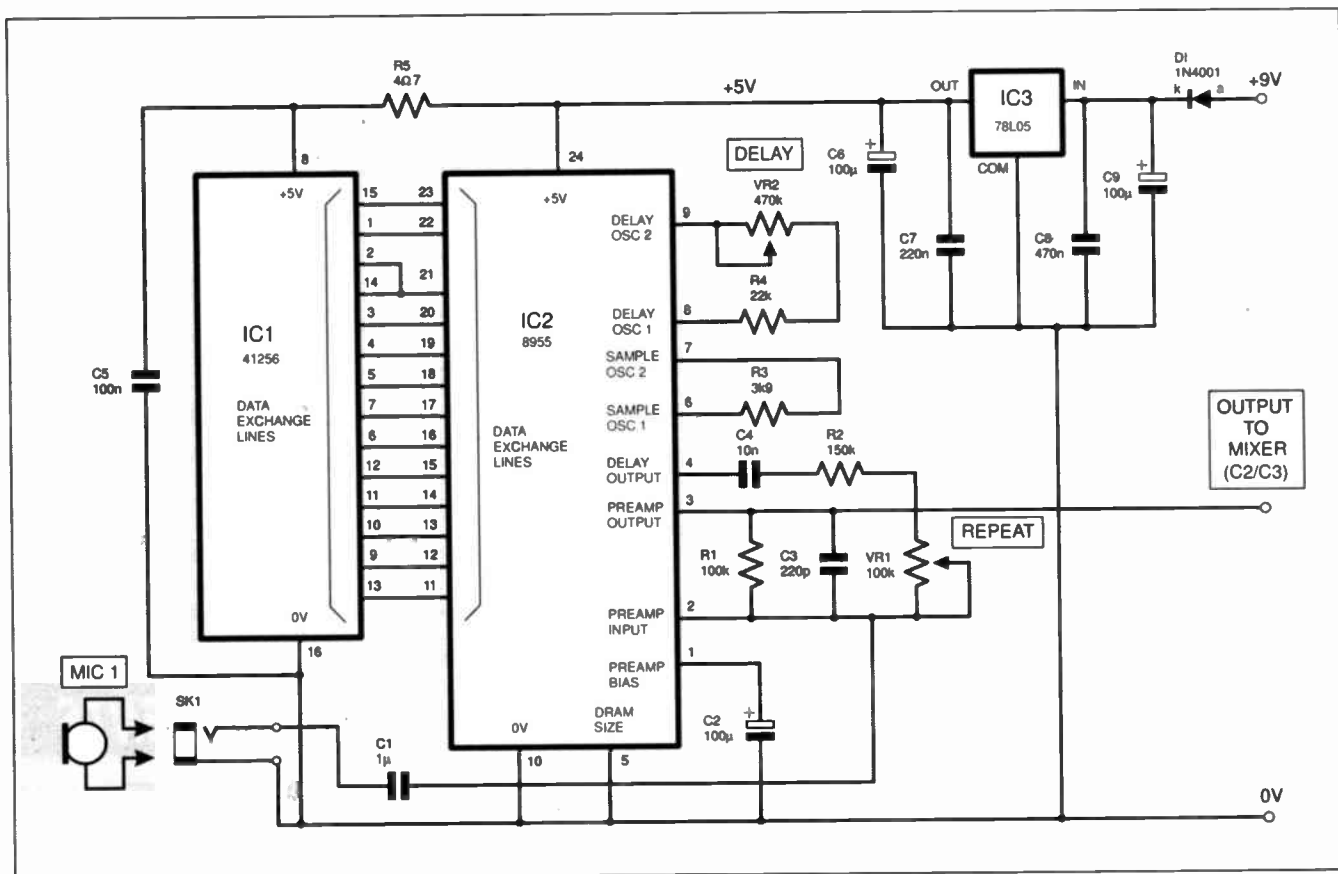 R5
4Ω7
+5V
OUT
IC3
78L05
IN
COM
D1
1N4001
k a
+9V
8
+5V
IC1
41256
DATA
EXCHANGE
LINES
0V
16
15
1
2
14
3
4
5
7
6
12
11
10
9
13
C5
100n
24
+5V
IC2
8955
DATA
EXCHANGE
LINES
23
22
21
20
19
18
17
16
15
14
13
12
11
DELAY
OSC 2
9
DELAY
OSC 1
8
SAMPLE
OSC 2
7
SAMPLE
OSC 1
6
DELAY
OUTPUT
4
PREAMP
OUTPUT
3
PREAMP
INPUT
2
PREAMP
BIAS
1
0V
10
DRAM
SIZE
5
DELAY
VR2
470k
R4
22k
R3
3k9
C4
10n
R2
150k
R1
100k
C3
220p
VR1
100k
REPEAT
+
C2
100µ
+
C6
100µ
C7
220n
C8
470n
+
C9
100µ
OUTPUT
TO
MIXER
(C2/C3)
MIC 1
SK1
C1
1µ
0V